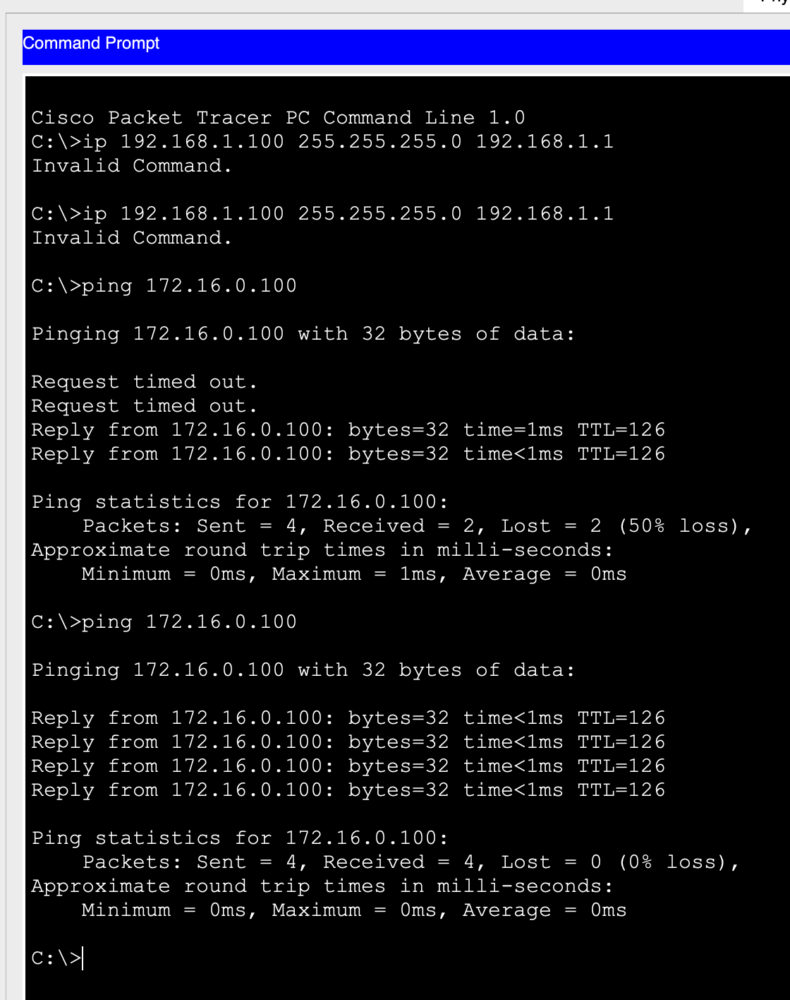 Command Prompt
Cisco Packet Tracer PC Command Line 1.0
C:\>ip 192.168.1.100 255.255.255.0 192.168.1.1
Invalid Command.
C:\>ip 192.168.1.100 255.255.255.0 192.168.1.1
Invalid Command.
C:\>ping 172.16.0.100
Pinging 172.16.0.100 with 32 bytes of data:
Request timed out.
Request timed out.
Reply from 172.16.0.100: bytes=32 time=1ms TTL=126
Reply from 172.16.0.100: bytes=32 time<1ms TTL=126
Ping statistics for 172.16.0.100:
    Packets: Sent = 4, Received = 2, Lost = 2 (50% loss),
Approximate round trip times in milli-seconds:
    Minimum = 0ms, Maximum = 1ms, Average = 0ms
C:\>ping 172.16.0.100
Pinging 172.16.0.100 with 32 bytes of data:
Reply from 172.16.0.100: bytes=32 time<1ms TTL=126
Reply from 172.16.0.100: bytes=32 time<1ms TTL=126
Reply from 172.16.0.100: bytes=32 time<1ms TTL=126
Reply from 172.16.0.100: bytes=32 time<1ms TTL=126
Ping statistics for 172.16.0.100:
    Packets: Sent = 4, Received = 4, Lost = 0 (0% loss),
Approximate round trip times in milli-seconds:
    Minimum = 0ms, Maximum = 0ms, Average = 0ms
C:\>